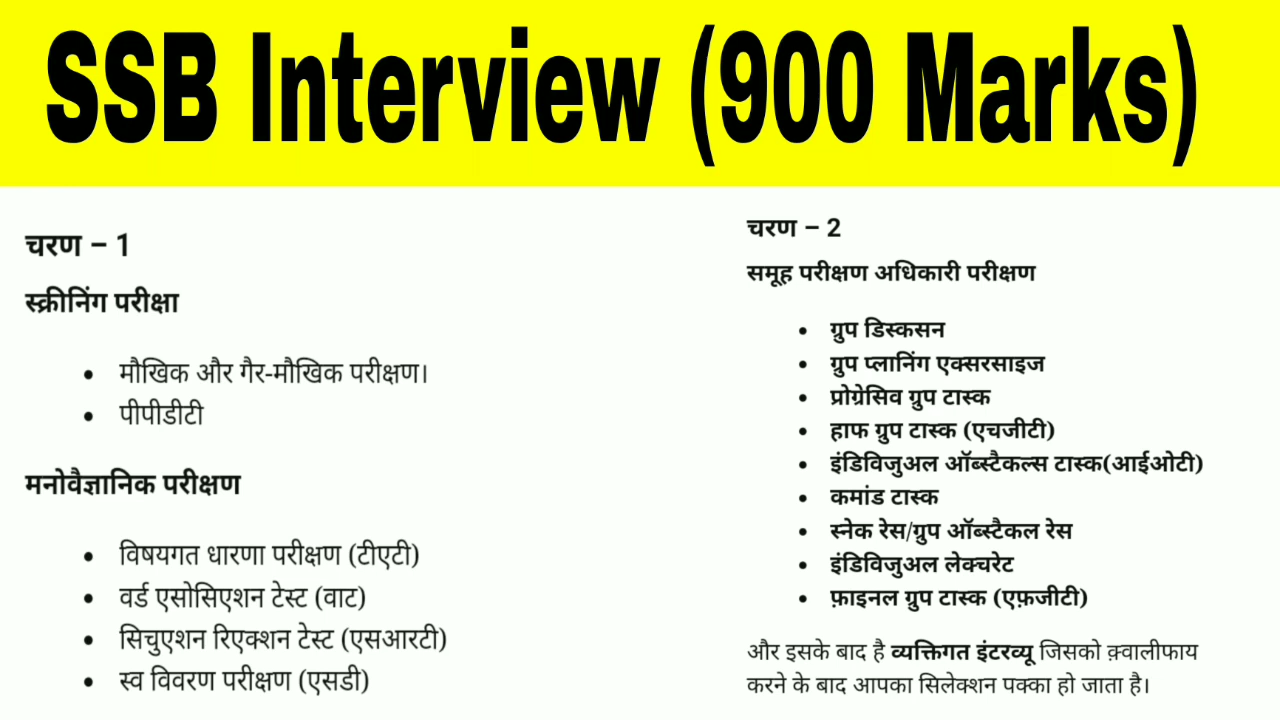 SSB Interview (900 Marks)
चरण – 1
स्क्रीनिंग परीक्षा
• मौखिक और गैर-मौखिक परीक्षण।
• पीपीडीटी
मनोवैज्ञानिक परीक्षण
• विषयगत धारणा परीक्षण (टीएटी)
• वर्ड एसोसिएशन टेस्ट (वाट)
• सिचुएशन रिएक्शन टेस्ट (एसआरटी)
• स्व विवरण परीक्षण (एसडी)
चरण – 2
समूह परीक्षण अधिकारी परीक्षण
• ग्रुप डिस्कसन
• ग्रुप प्लानिंग एक्सरसाइज
• प्रोग्रेसिव ग्रुप टास्क
• हाफ ग्रुप टास्क (एचजीटी)
• इंडिविजुअल ऑब्स्टैकल्स टास्क(आईओटी)
• कमांड टास्क
• स्नेक रेस/ग्रुप ऑब्स्टैकल रेस
• इंडिविजुअल लेक्चरेट
• फ़ाइनल ग्रुप टास्क (एफ़जीटी)
और इसके बाद है व्यक्तिगत इंटरव्यू जिसको क़्वालीफाय
करने के बाद आपका सिलेक्शन पक्का हो जाता है।